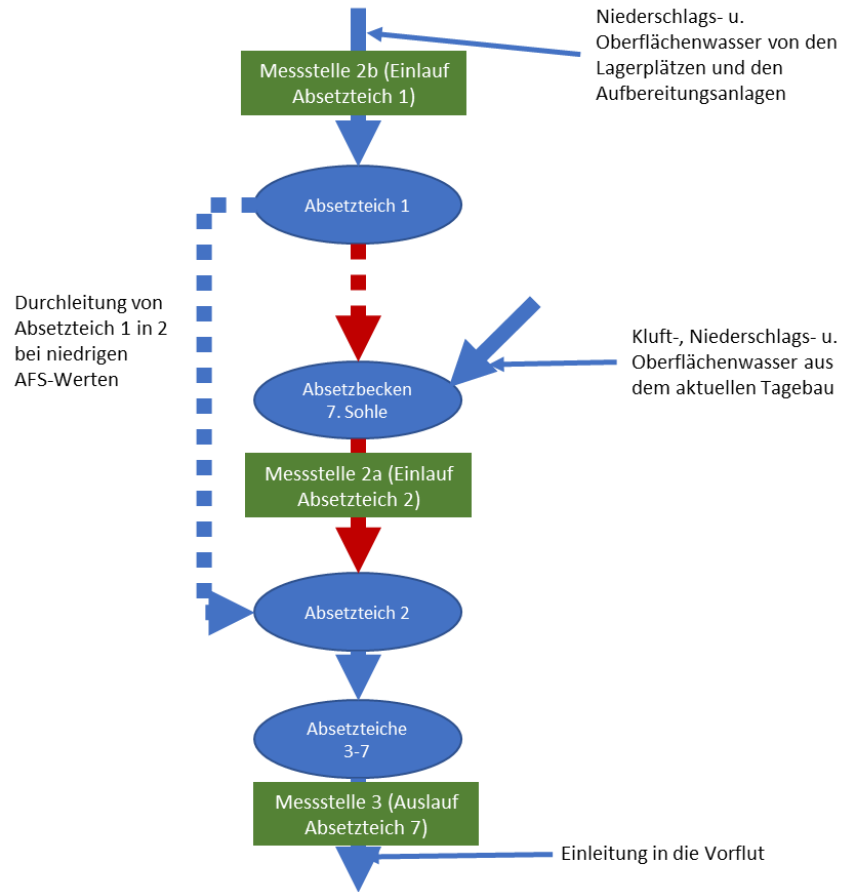 Niederschlags- u.
Oberflächenwasser von den
Lagerplätzen und den
Aufbereitungsanlagen
Messstelle 2b (Einlauf
Absetzteich 1)
Absetzteich 1
Durchleitung von
Absetzteich 1 in 2
bei niedrigen
AFS-Werten
Kluft-, Niederschlags- u.
Oberflächenwasser aus
dem aktuellen Tagebau
Absetzbecken
7. Sohle
Messstelle 2a (Einlauf
Absetzteich 2)
Absetzteich 2
Absetzteiche
3-7
Messstelle 3 (Auslauf
Absetzteich 7)
Einleitung in die Vorflut